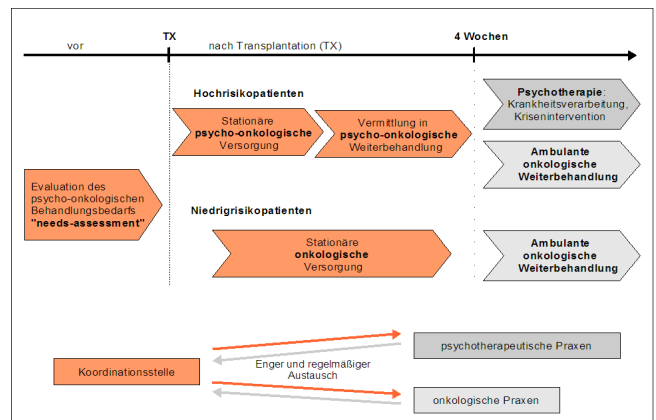 vor
TX
nach Transplantation (TX)
4 Wochen
Hochrisikopatienten
Stationäre
psycho-onkologische
Versorgung
Vermittlung in
psycho-onkologische
Weiterbehandlung
Psychotherapie:
Krankheitsverarbeitung,
Krisenintervention
Ambulante
onkologische
Weiterbehandlung
Evaluation des
psycho-onkologischen
Behandlungsbedarfs
"needs-assessment"
Niedrigrisikopatienten
Stationäre
onkologische
Versorgung
Ambulante
onkologische
Weiterbehandlung
Koordinationsstelle
Enger und regelmäßiger
Austausch
psychotherapeutische Praxen
onkologische Praxen